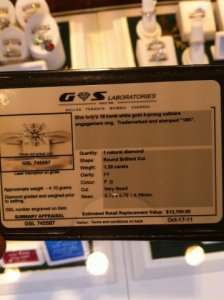 G S LABORATORIES
DALLAS TORONTO MUMBAI CHENNAI
One lady's 18 karat white gold 4-prong solitaire
engagement ring. Trademarked and stamped "18K".
GSL 745587
Laser inscription on girdle
Quantity : 1 natural diamond
Shape : Round Brilliant Cut
Weight : 1.20 carats
Clarity : I-1
Colour : F
Cut : Very Good
Approximate weight - 4.10 grams
Diamond graded and weighed prior
to setting
GSL number engraved on item.
SUMMARY APPRAISAL
GSL 745587
Estimated Retail Replacement Value: $12,700.00
Oct-17-11